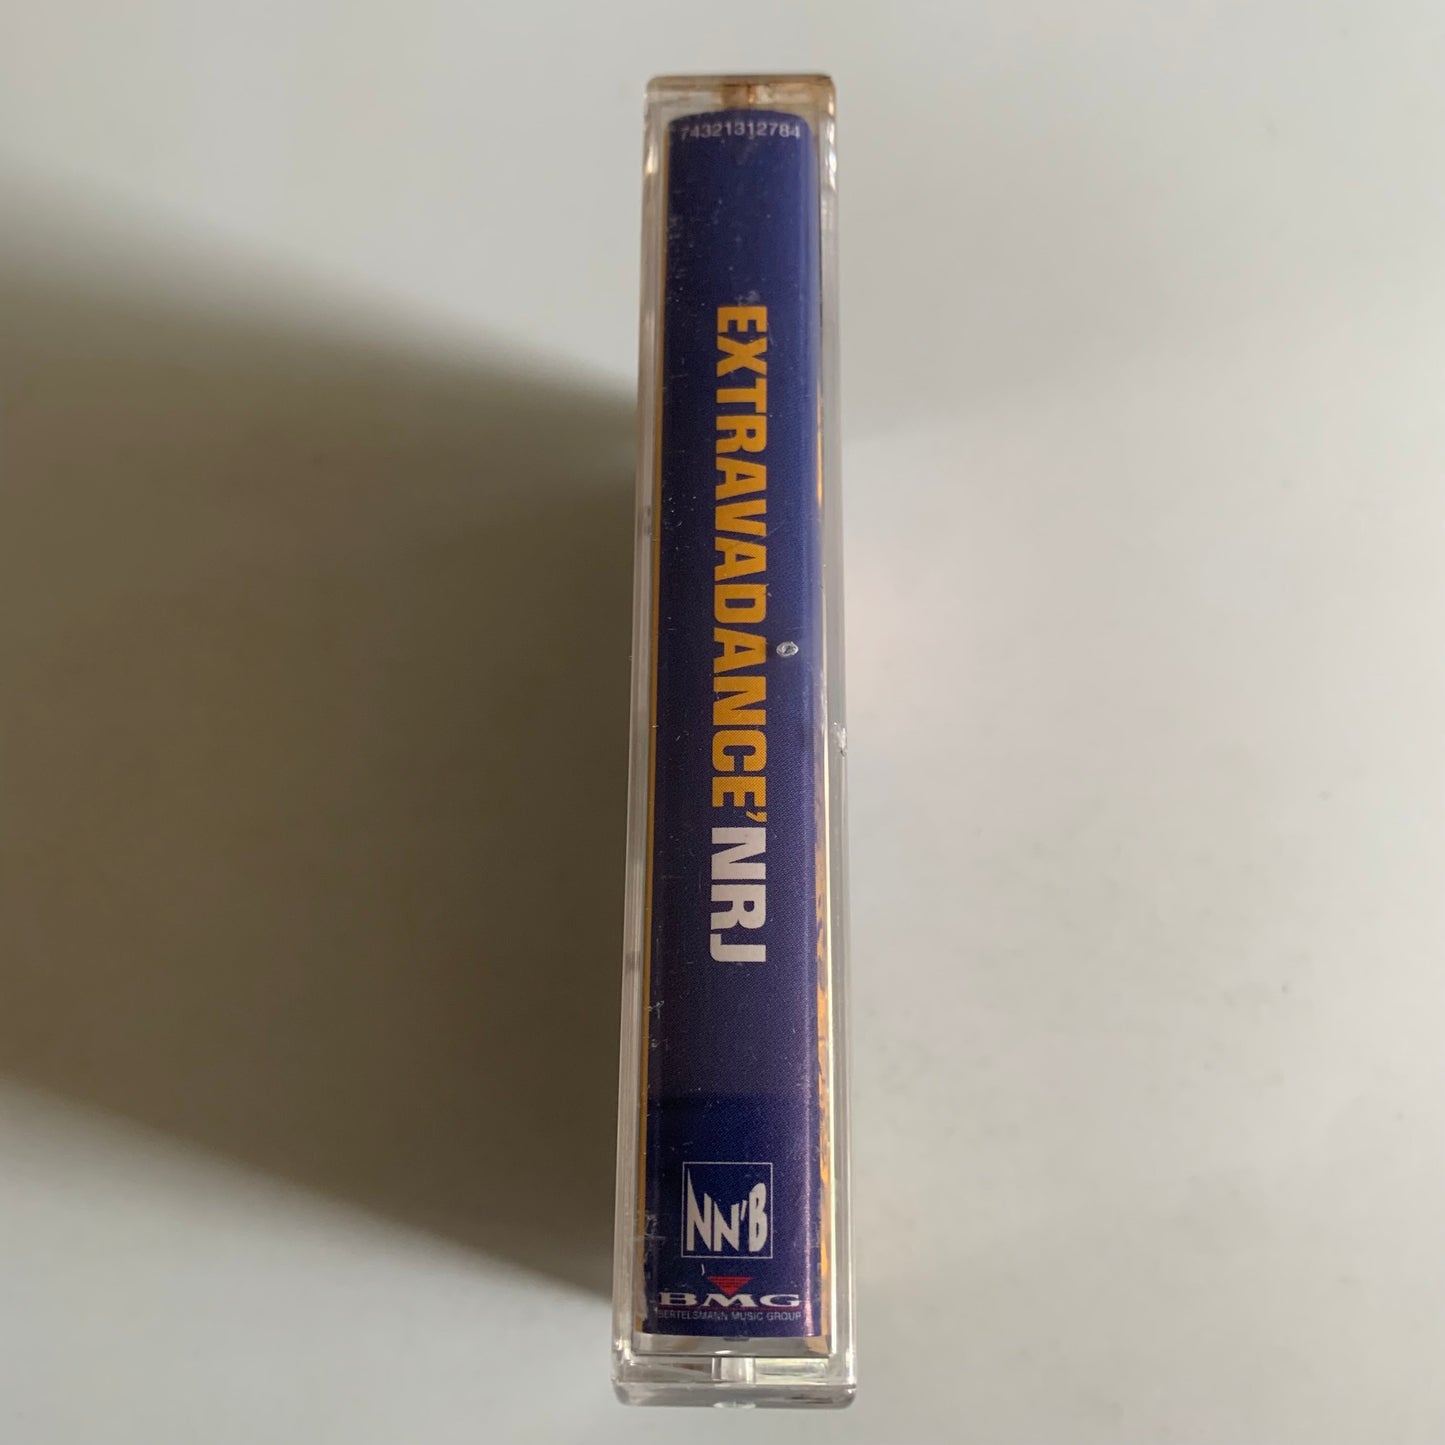 74321312784
EXTRAVADANCE'NRJ
NN'B
BMG
BERTELSMANN MUSIC GROUP